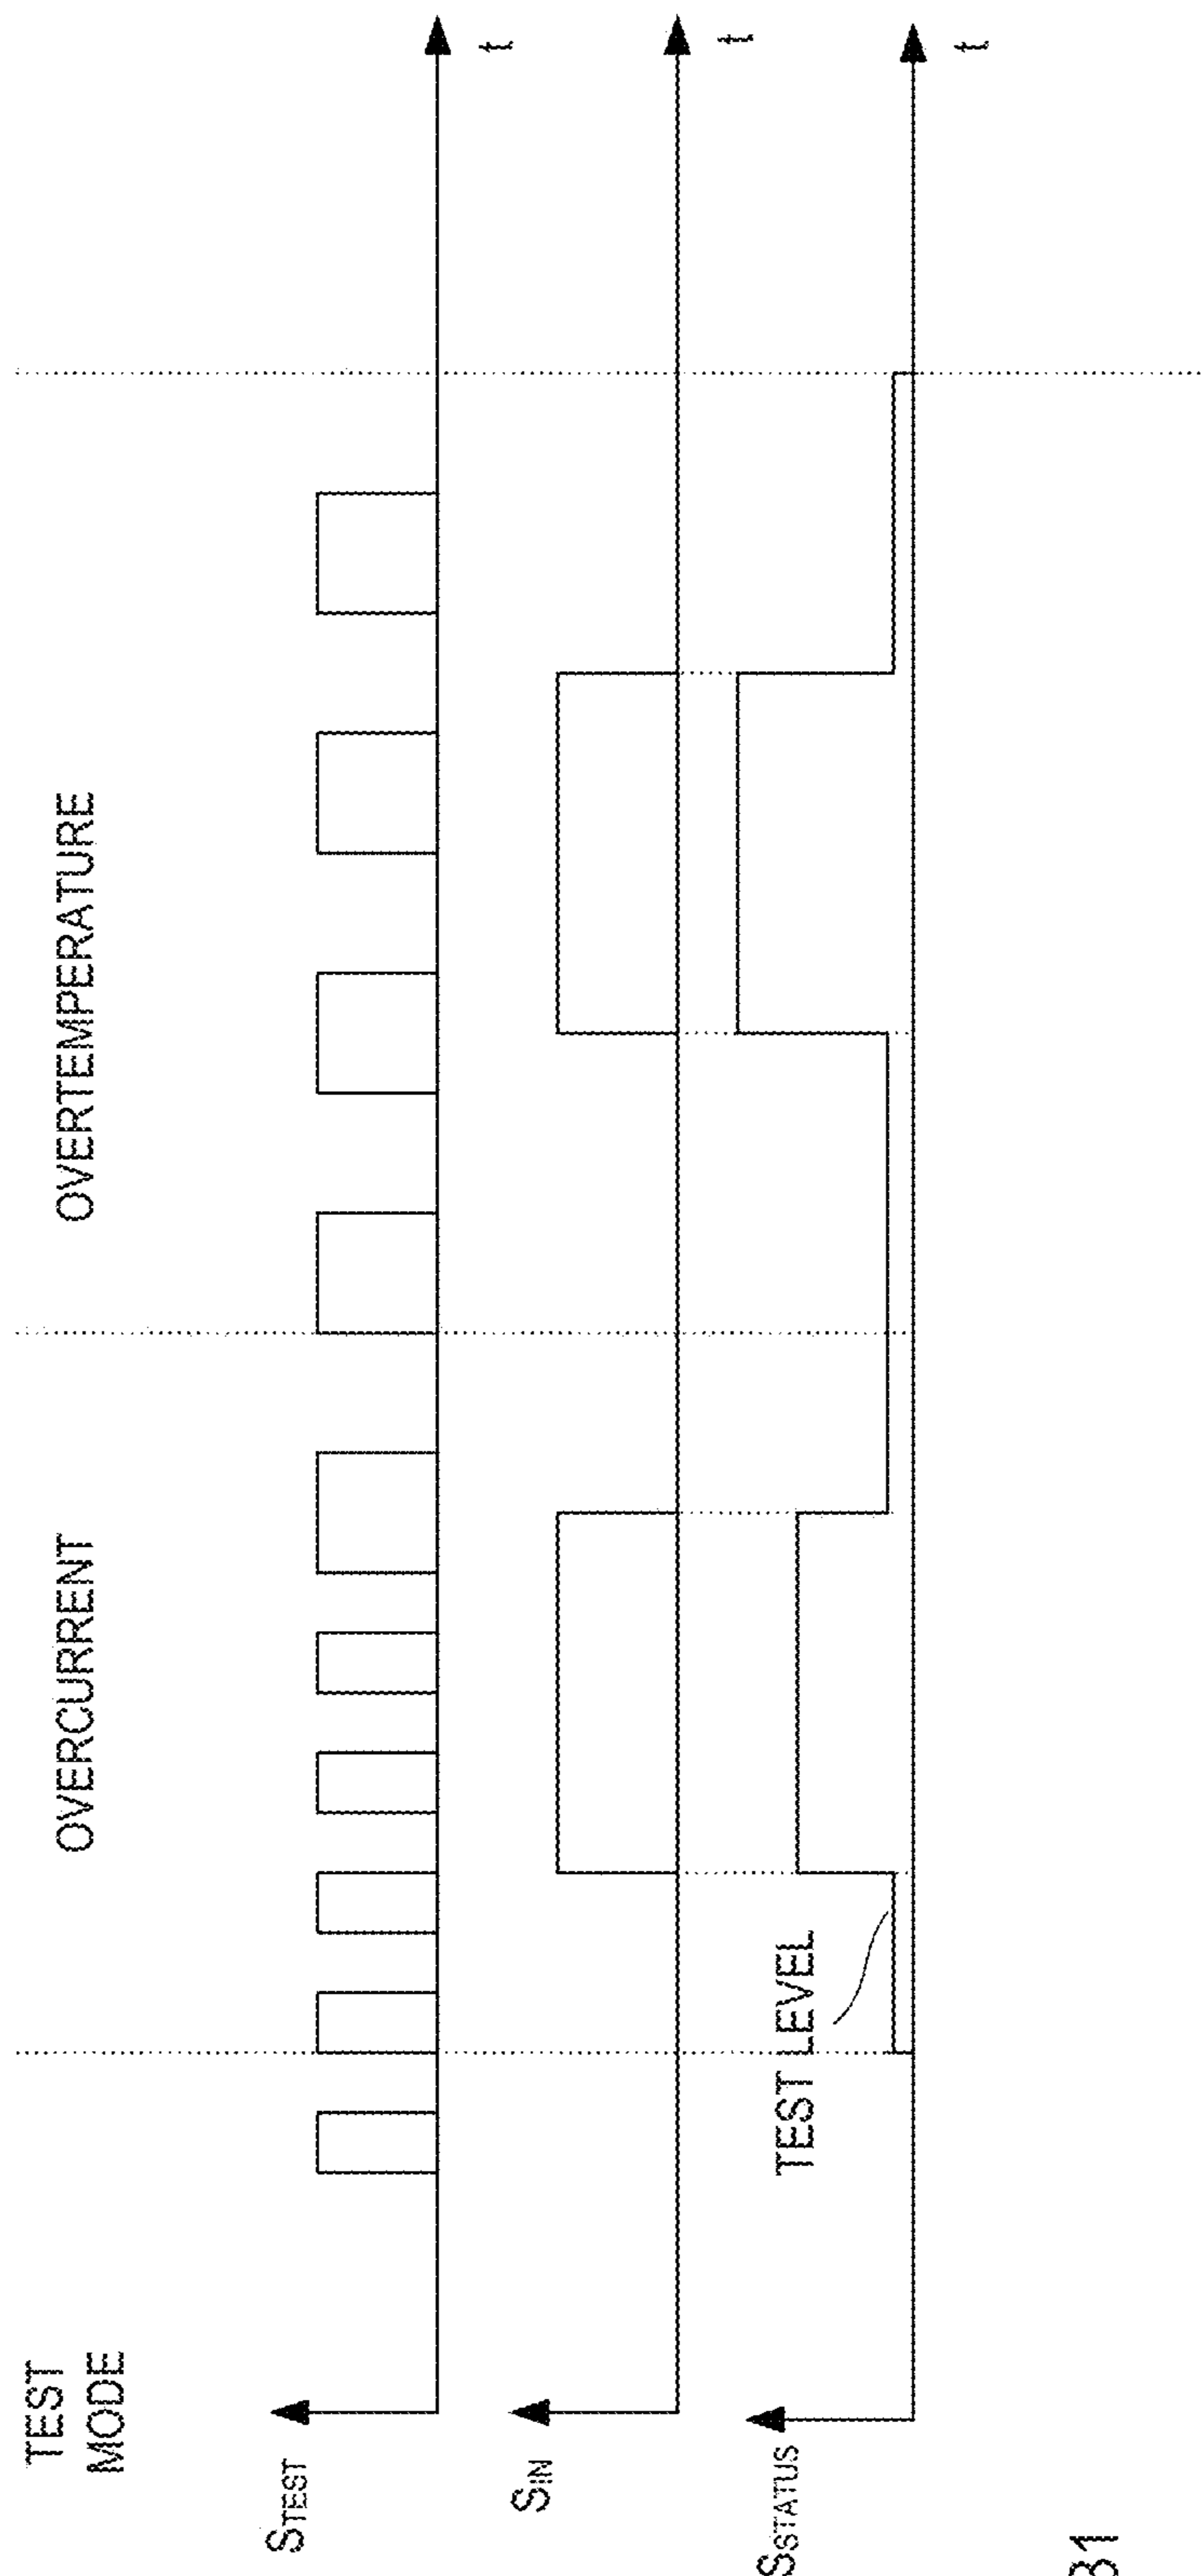 TEST
MODE
OVERCURRENT
OVERTEMPERATURE
STEST
t
SIN
t
TEST LEVEL
SSTATUS
t